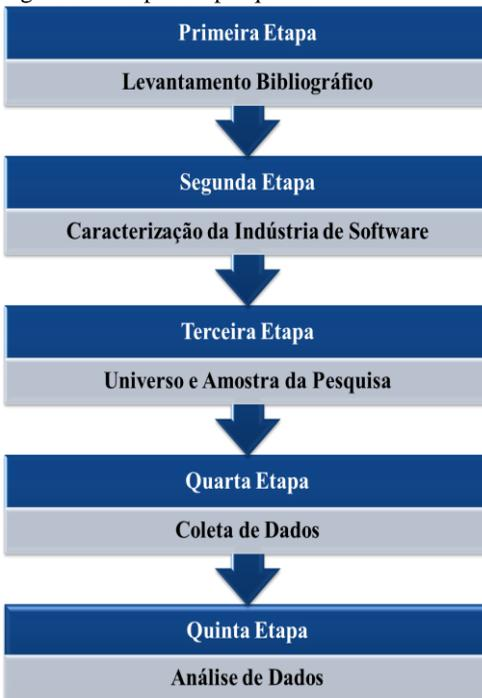 Primeira Etapa
Levantamento Bibliográfico
Segunda Etapa
Caracterização da Indústria de Software
Terceira Etapa
Universo e Amostra da Pesquisa
Quarta Etapa
Coleta de Dados
Quinta Etapa
Análise de Dados